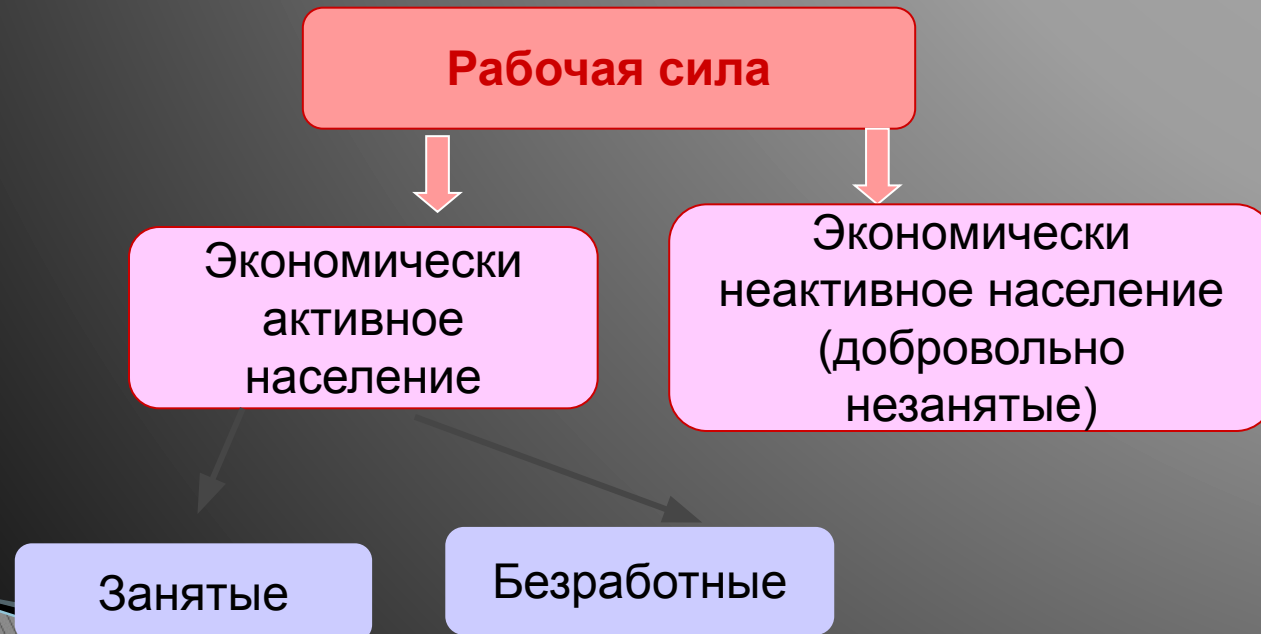 Рабочая сила
Экономически
активное
население
Экономически
неактивное население
(добровольно
незанятые)
Занятые
Безработные